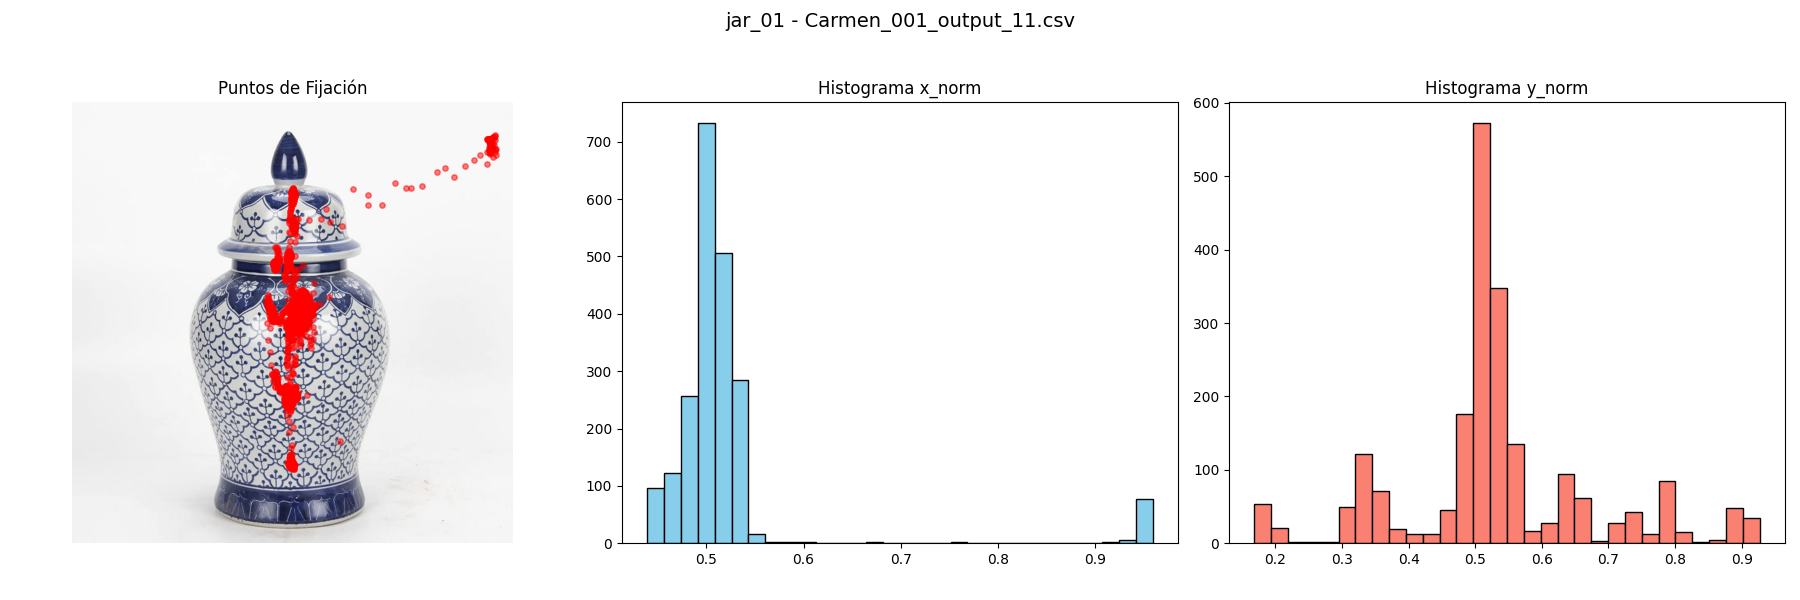 jar_01 - Carmen_001_output_11.csv
Puntos de Fijación
Histograma x_norm
700
600
500
400
300
200
100
0
0.5 0.6 0.7 0.8 0.9
Histograma y_norm
600
500
400
300
200
100
0
0.2 0.3 0.4 0.5 0.6 0.7 0.8 0.9